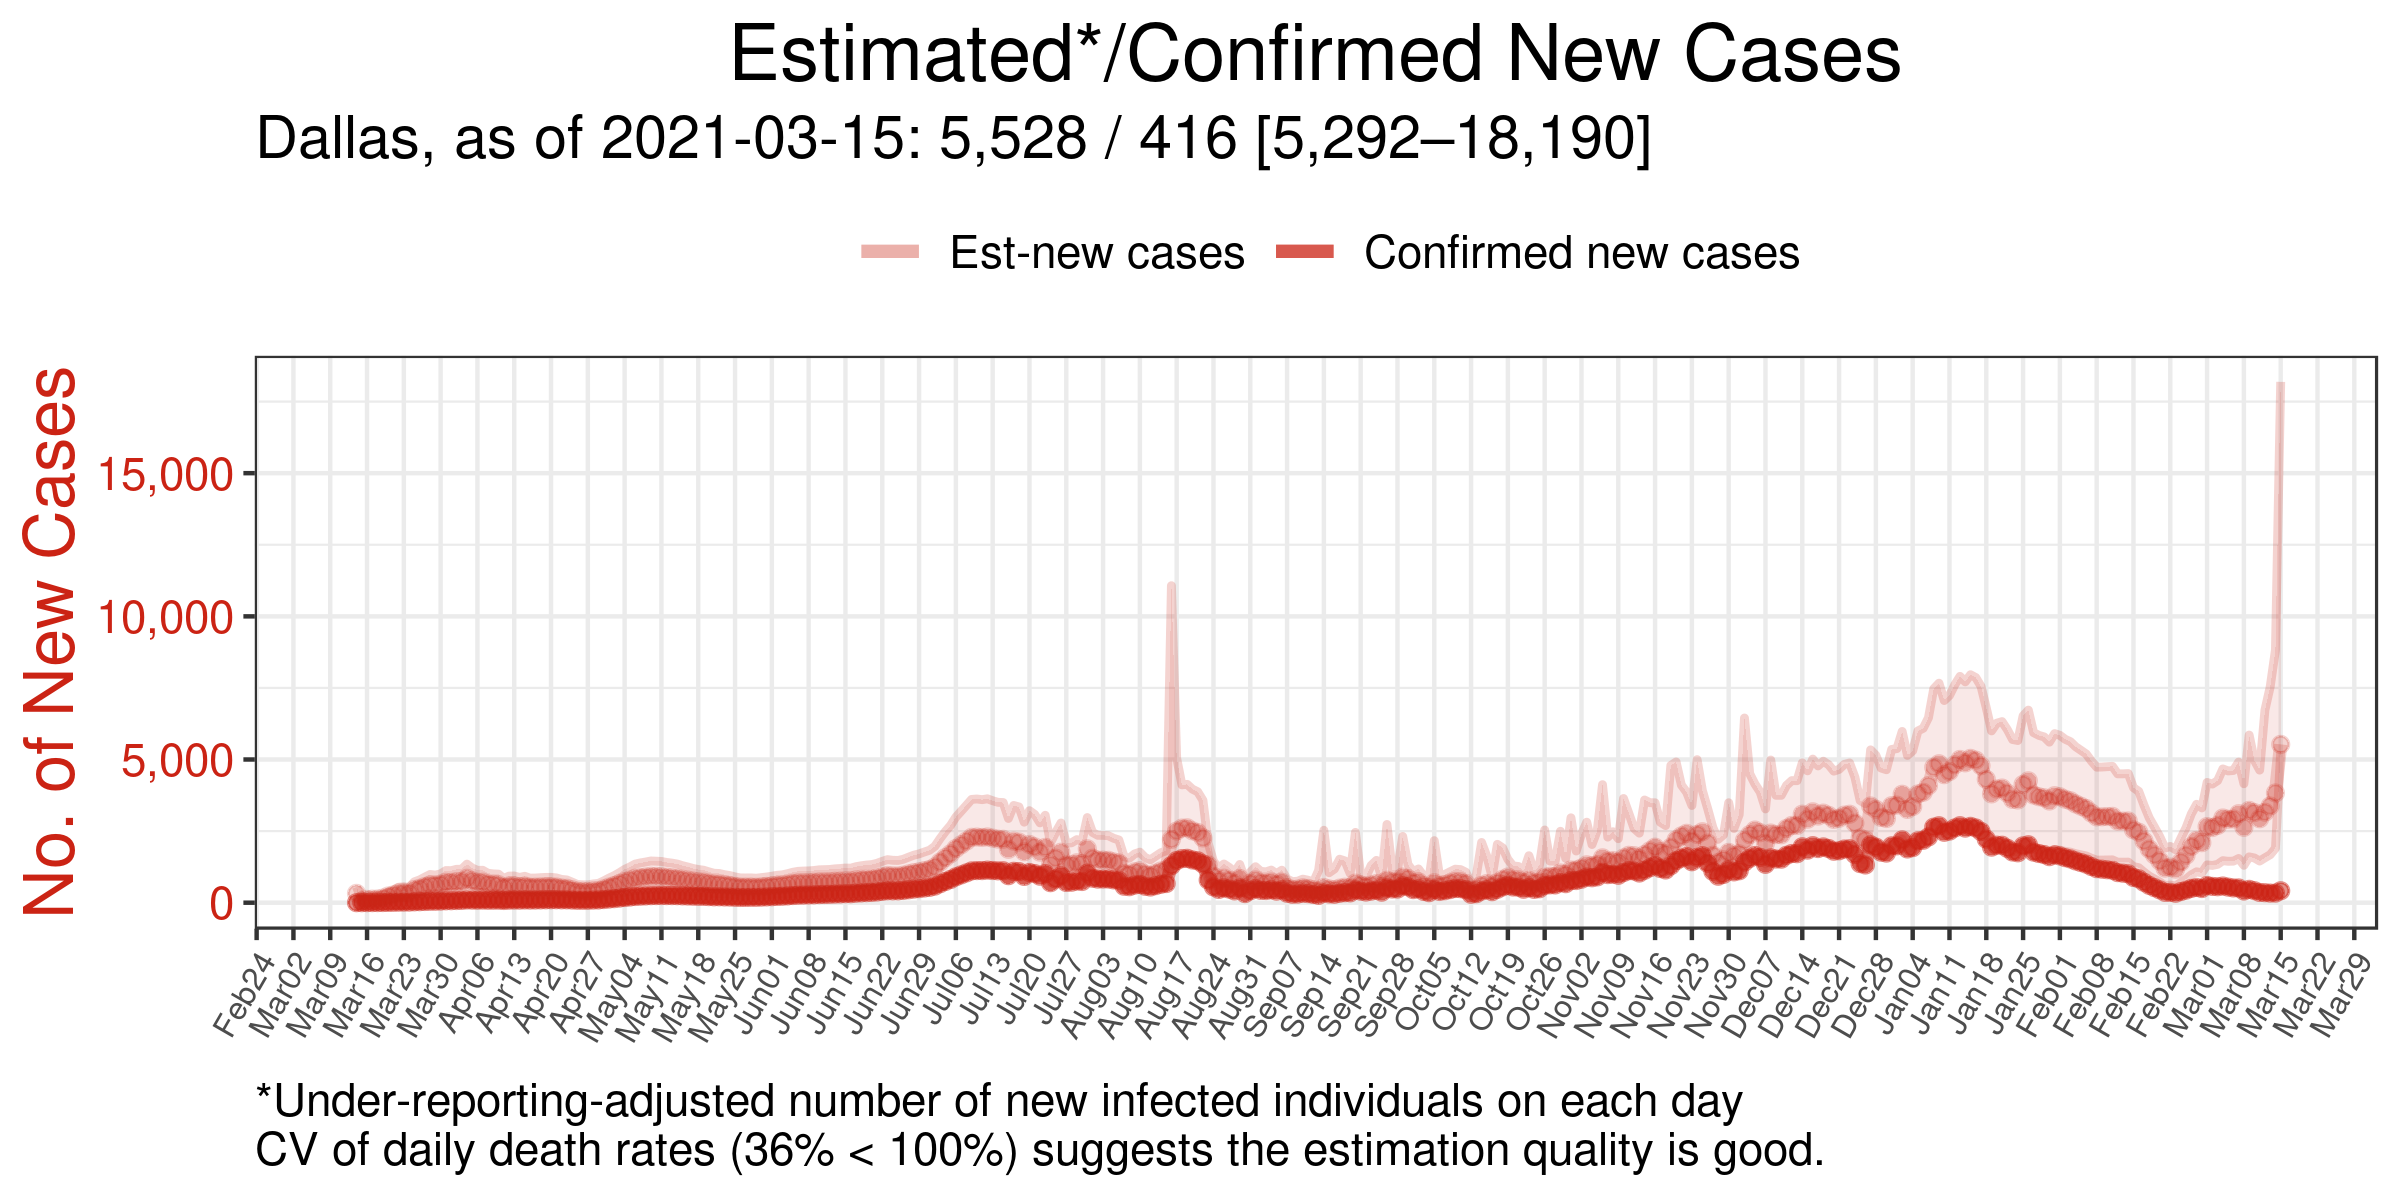 Estimated*/Confirmed New Cases
Dallas, as of 2021-03-15: 5,528 / 416 [5,292–18,190]
Est-new cases Confirmed new cases
No. of New Cases
15,000
10,000
5,000
0
Feb24 Mar02 Mar09 Mar16 Mar23 Mar30 Apr06 Apr13 Apr20 Apr27 May04 May11 May18 May25 Jun01 Jun08 Jun15 Jun22 Jun29 Jul06 Jul13 Jul20 Jul27 Aug03 Aug10 Aug17 Aug24 Aug31 Sep07 Sep14 Sep21 Sep28 Oct05 Oct12 Oct19 Oct26 Nov02 Nov09 Nov16 Nov23 Nov30 Dec07 Dec14 Dec21 Dec28 Jan04 Jan11 Jan18 Jan25 Feb01 Feb08 Feb15 Feb22 Mar01 Mar08 Mar15 Mar22 Mar29
*Under-reporting-adjusted number of new infected individuals on each day
CV of daily death rates (36% < 100%) suggests the estimation quality is good.